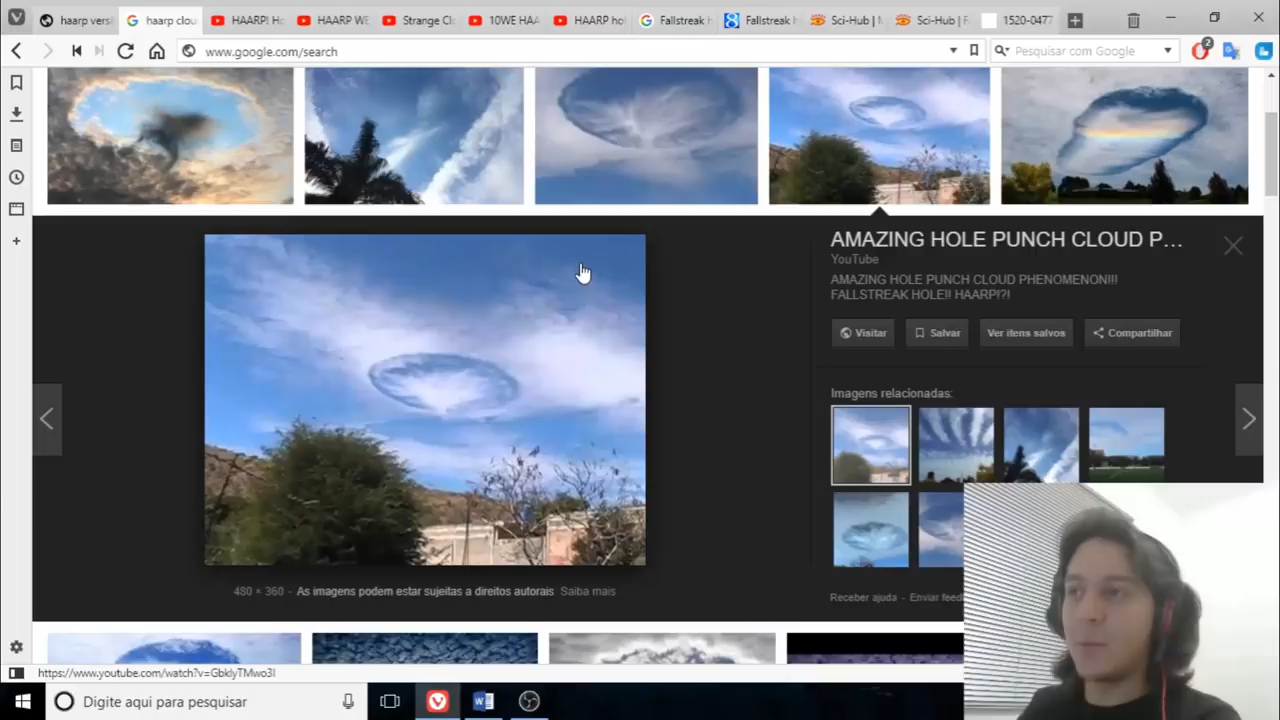 haarp versi
haarp clou
HAARP! Ho
HAARP WE
Strange Cl
10WE HAA
HAARP hol
Fallstreak h
Fallstreak h
Sci-Hub | M
Sci-Hub | F
1520-0477
www.google.com/search
Pesquisar com Google
2
AMAZING HOLE PUNCH CLOUD P...
YouTube
AMAZING HOLE PUNCH CLOUD PHENOMENON!!!
FALLSTREAK HOLE!! HAARP!?!
Visitar
Salvar
Ver itens salvos
Compartilhar
Imagens relacionadas:
480 × 360 - As imagens podem estar sujeitas a direitos autorais Saiba mais
Receber ajuda - Enviar feed
https://www.youtube.com/watch?v=GbklyTMwo3I
Digite aqui para pesquisar